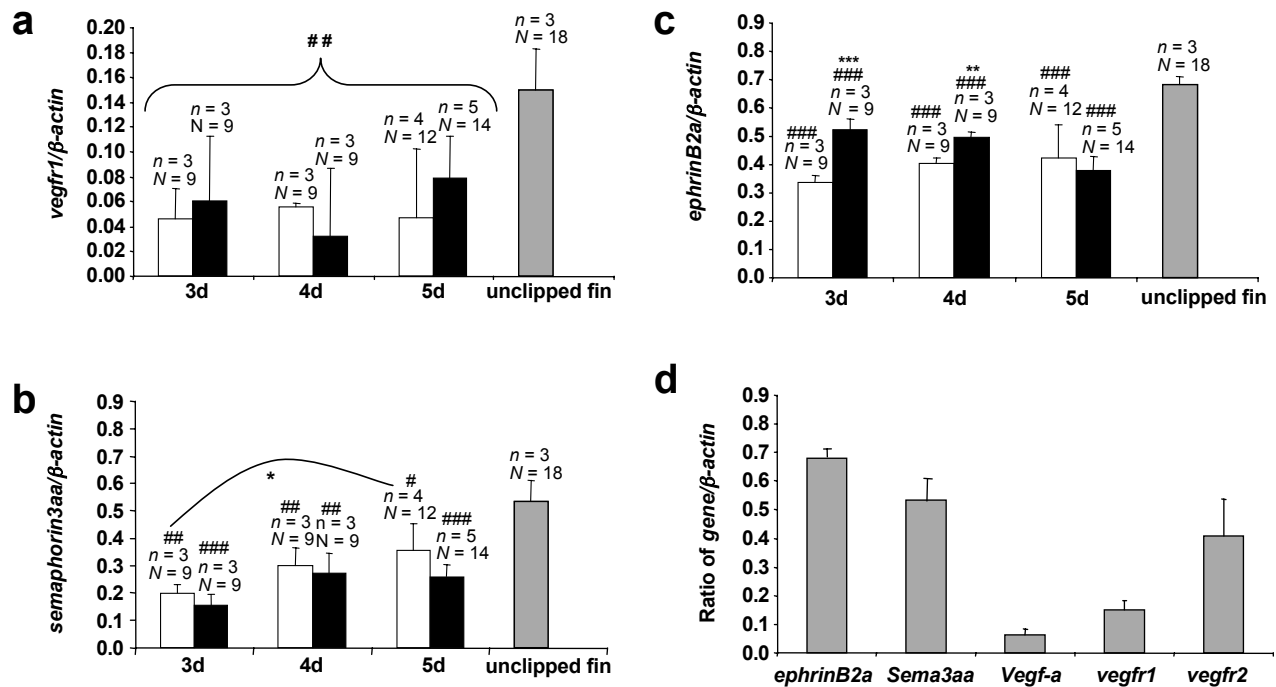 a
vegfr1/β-actin
0.20
0.18
0.16
0.14
0.12
0.10
0.08
0.06
0.04
0.02
0.00
##
n = 3
N = 9
n = 3
N = 9
n = 3
N = 9
n = 3
N = 9
n = 4
N = 12
n = 5
N = 14
n = 3
N = 18
3d
4d
5d
unclipped fin
b
semaphorin3aa/β-actin
0.9
0.8
0.7
0.6
0.5
0.4
0.3
0.2
0.1
0.0
*
##
n = 3
N = 9
###
n = 3
N = 9
##
n = 3
N = 9
##
n = 3
N = 9
#
n = 4
N = 12
###
n = 5
N = 14
n = 3
N = 18
3d
4d
5d
unclipped fin
c
ephrinB2a/β-actin
0.9
0.8
0.7
0.6
0.5
0.4
0.3
0.2
0.1
0.0
###
n = 3
N = 9
***
###
n = 3
N = 9
###
n = 3
N = 9
**
###
n = 3
N = 9
###
n = 4
N = 12
###
n = 5
N = 14
n = 3
N = 18
3d
4d
5d
unclipped fin
d
Ratio of gene/β-actin
0.9
0.8
0.7
0.6
0.5
0.4
0.3
0.2
0.1
0.0
ephrinB2a
Sema3aa
Vegf-a
vegfr1
vegfr2